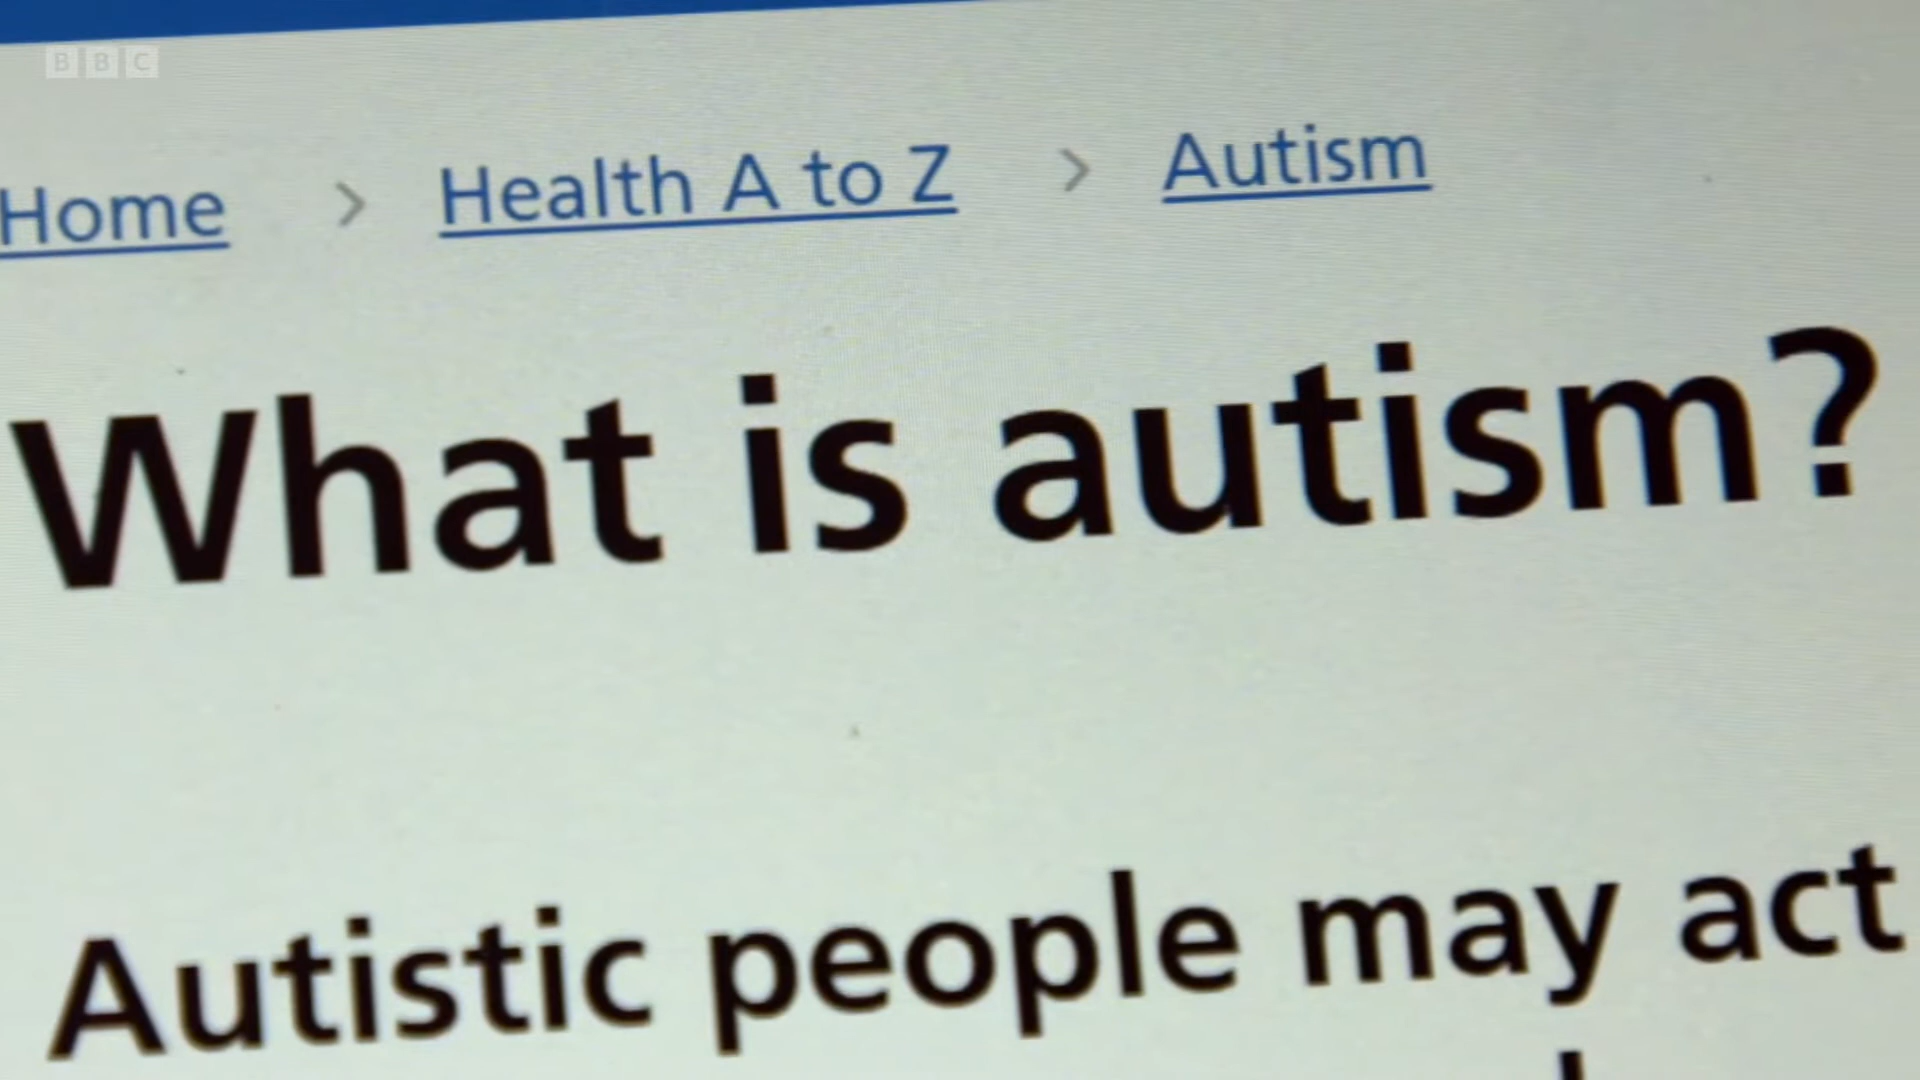 BBC
Home > Health A to Z > Autism
What is autism?
Autistic people may act